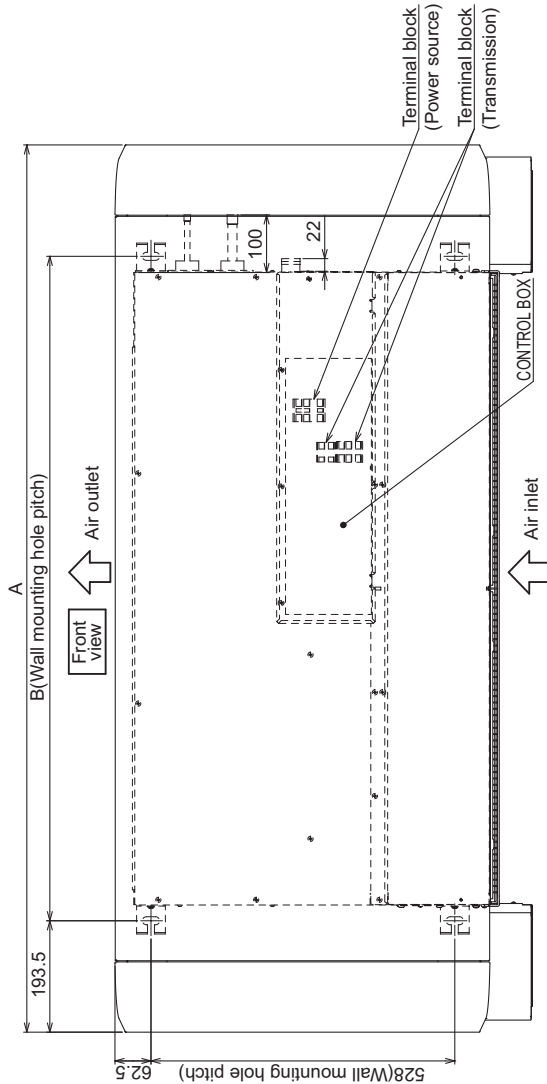 A
B(Wall mounting hole pitch)
193.5
Front
view
Air outlet
62.5
528(Wall mounting hole pitch)
100
22
Terminal block
(Power source)
Terminal block
(Transmission)
CONTROL BOX
Air inlet